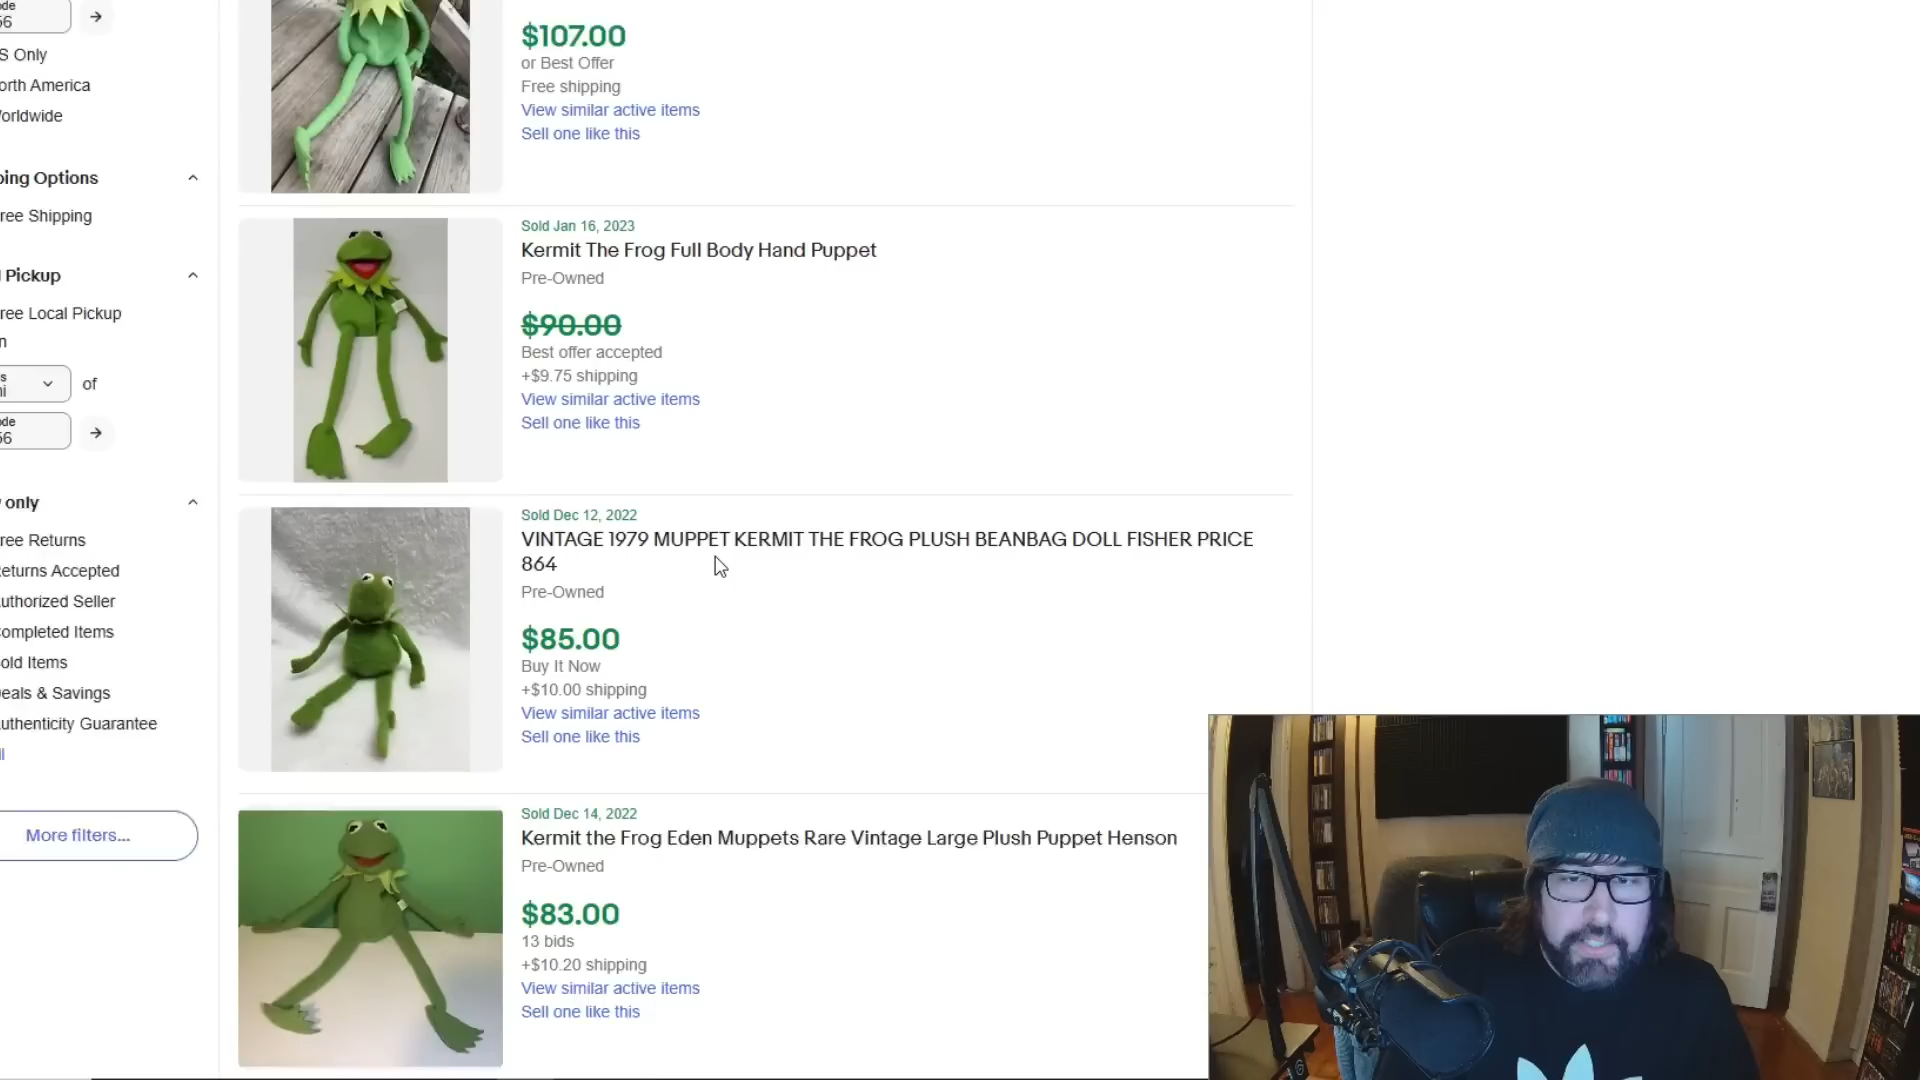 ode
56
S Only
orth America
orldwide
ping Options
ree Shipping
l Pickup
ree Local Pickup
n
s
ni
of
ode
56
only
ree Returns
eturns Accepted
uthorized Seller
ompleted Items
old Items
eals & Savings
uthenticity Guarantee
ll
More filters...
$107.00
or Best Offer
Free shipping
View similar active items
Sell one like this
Sold Jan 16, 2023
Kermit The Frog Full Body Hand Puppet
Pre-Owned
$90.00
Best offer accepted
+$9.75 shipping
View similar active items
Sell one like this
Sold Dec 12, 2022
VINTAGE 1979 MUPPET KERMIT THE FROG PLUSH BEANBAG DOLL FISHER PRICE
864
Pre-Owned
$85.00
Buy It Now
+$10.00 shipping
View similar active items
Sell one like this
Sold Dec 14, 2022
Kermit the Frog Eden Muppets Rare Vintage Large Plush Puppet Henson
Pre-Owned
$83.00
13 bids
+$10.20 shipping
View similar active items
Sell one like this